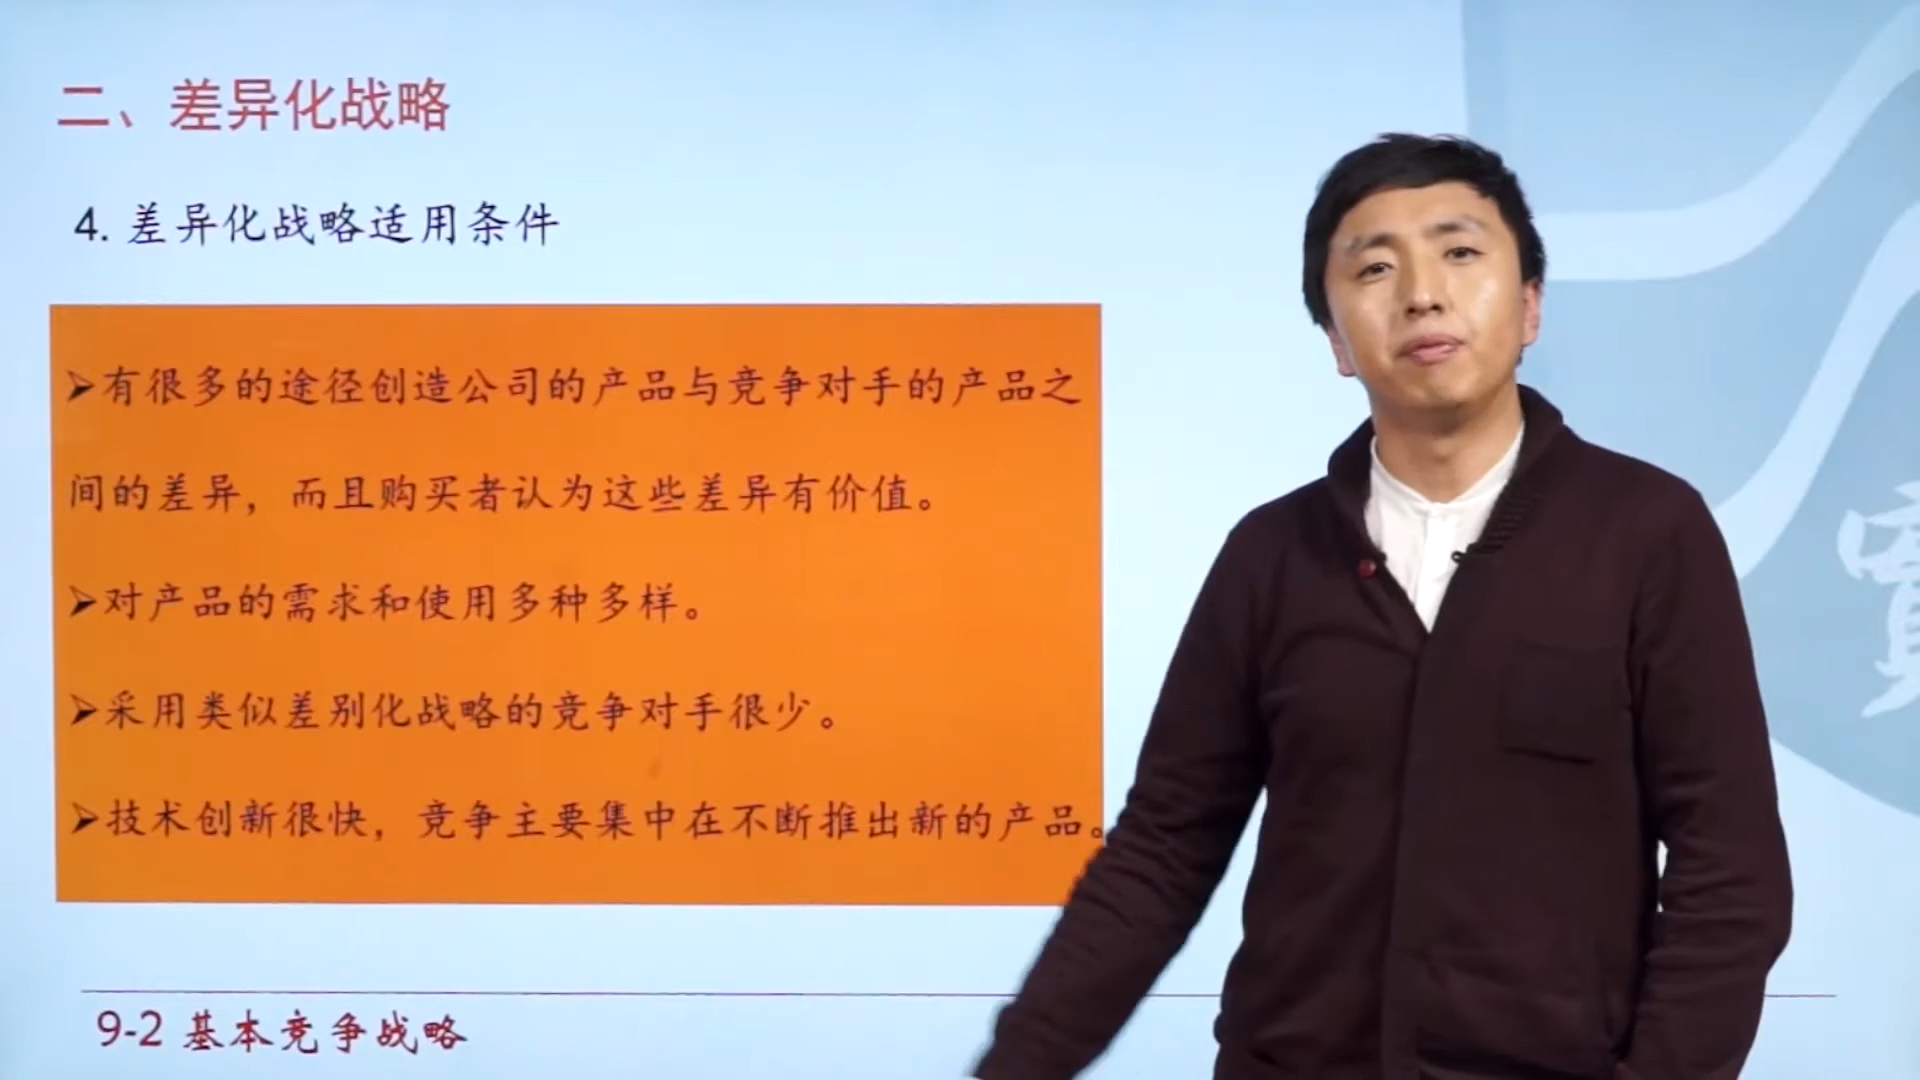 二、差异化战略
4. 差异化战略适用条件
➢有很多的途径创造公司的产品与竞争对手的产品之
间的差异，而且购买者认为这些差异有价值。
➢对产品的需求和使用多种多样。
➢采用类似差别化战略的竞争对手很少。
➢技术创新很快，竞争主要集中在不断推出新的产品。
9-2 基本竞争战略